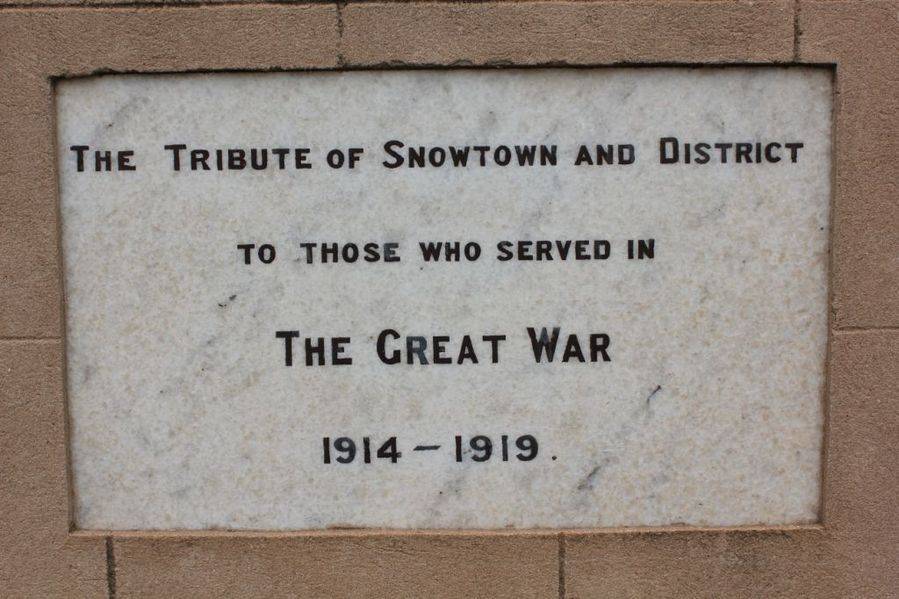 The Tribute of Snowtown and District
to those who served in
The Great War
1914 – 1919.